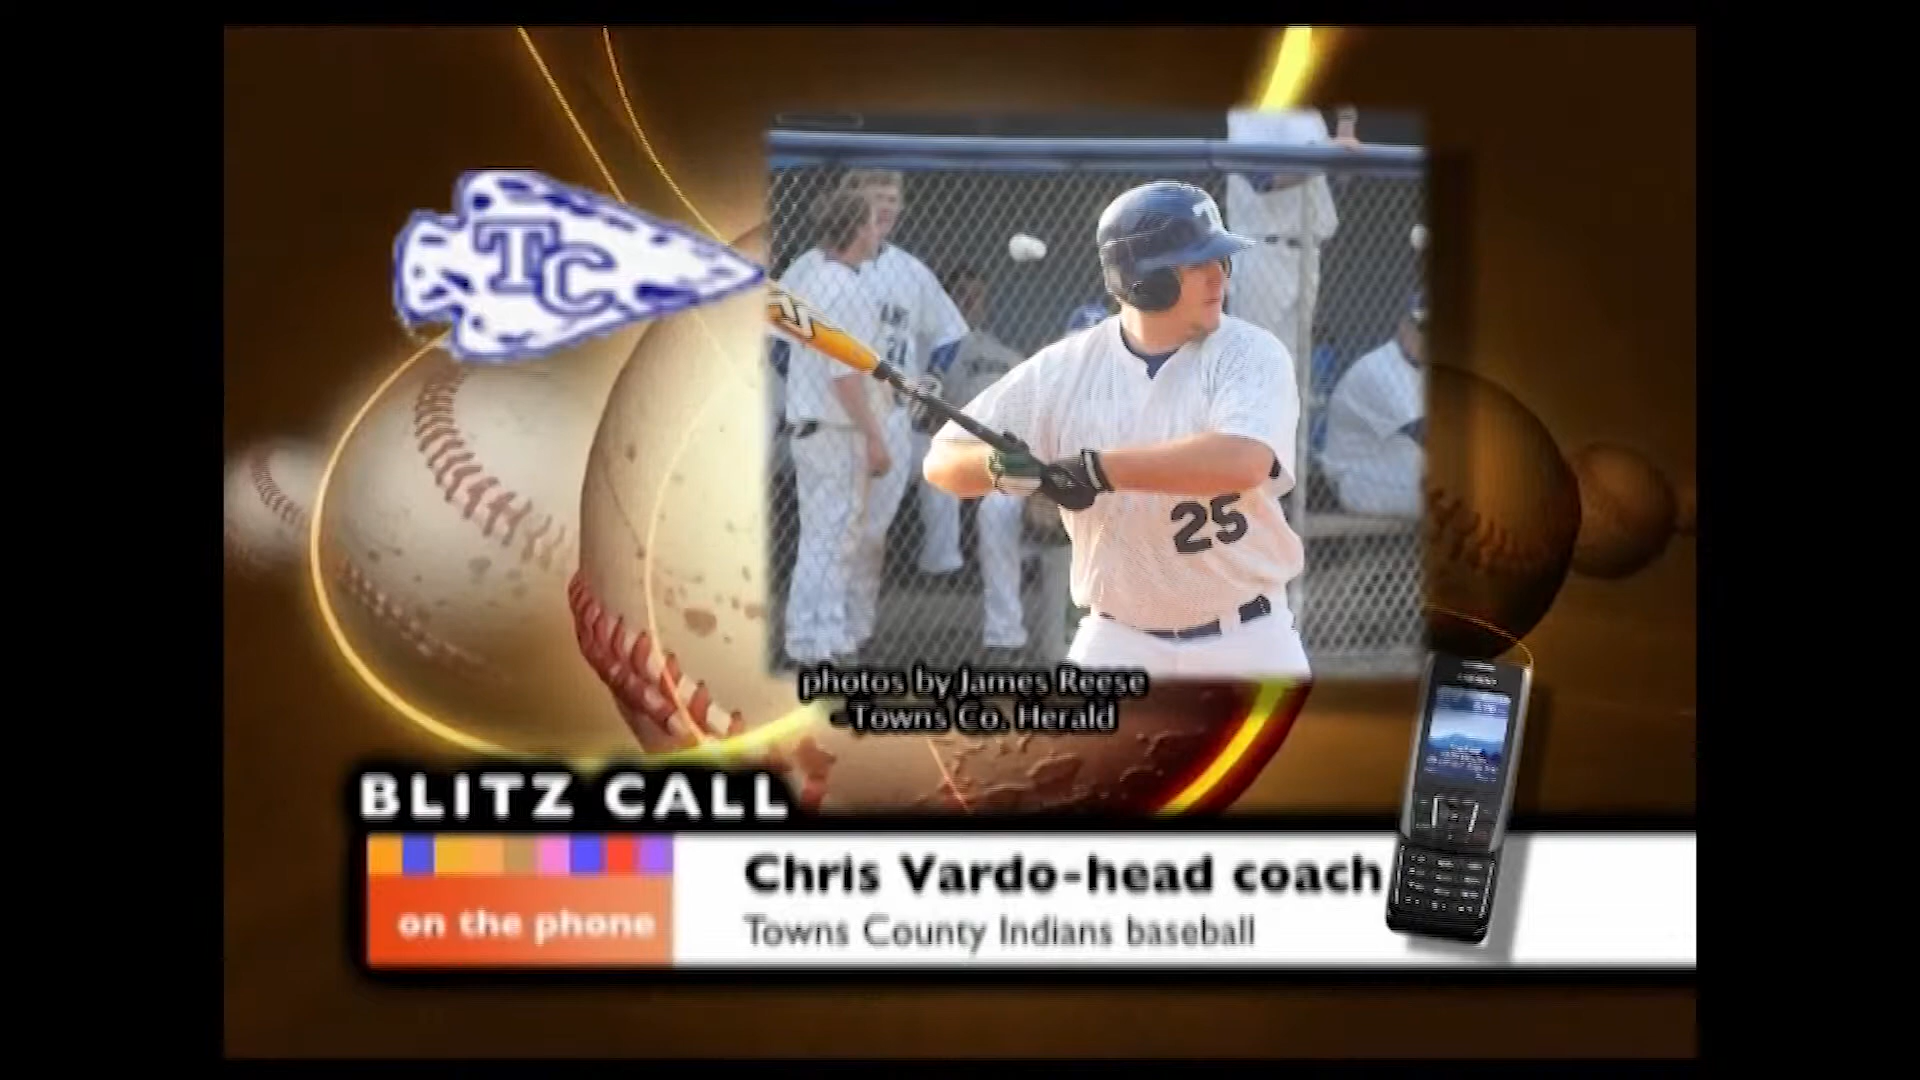 TC
25
photos by James Reese
-Towns Co. Herald
BLITZ CALL
on the phone
Chris Vardo-head coach
Towns County Indians baseball